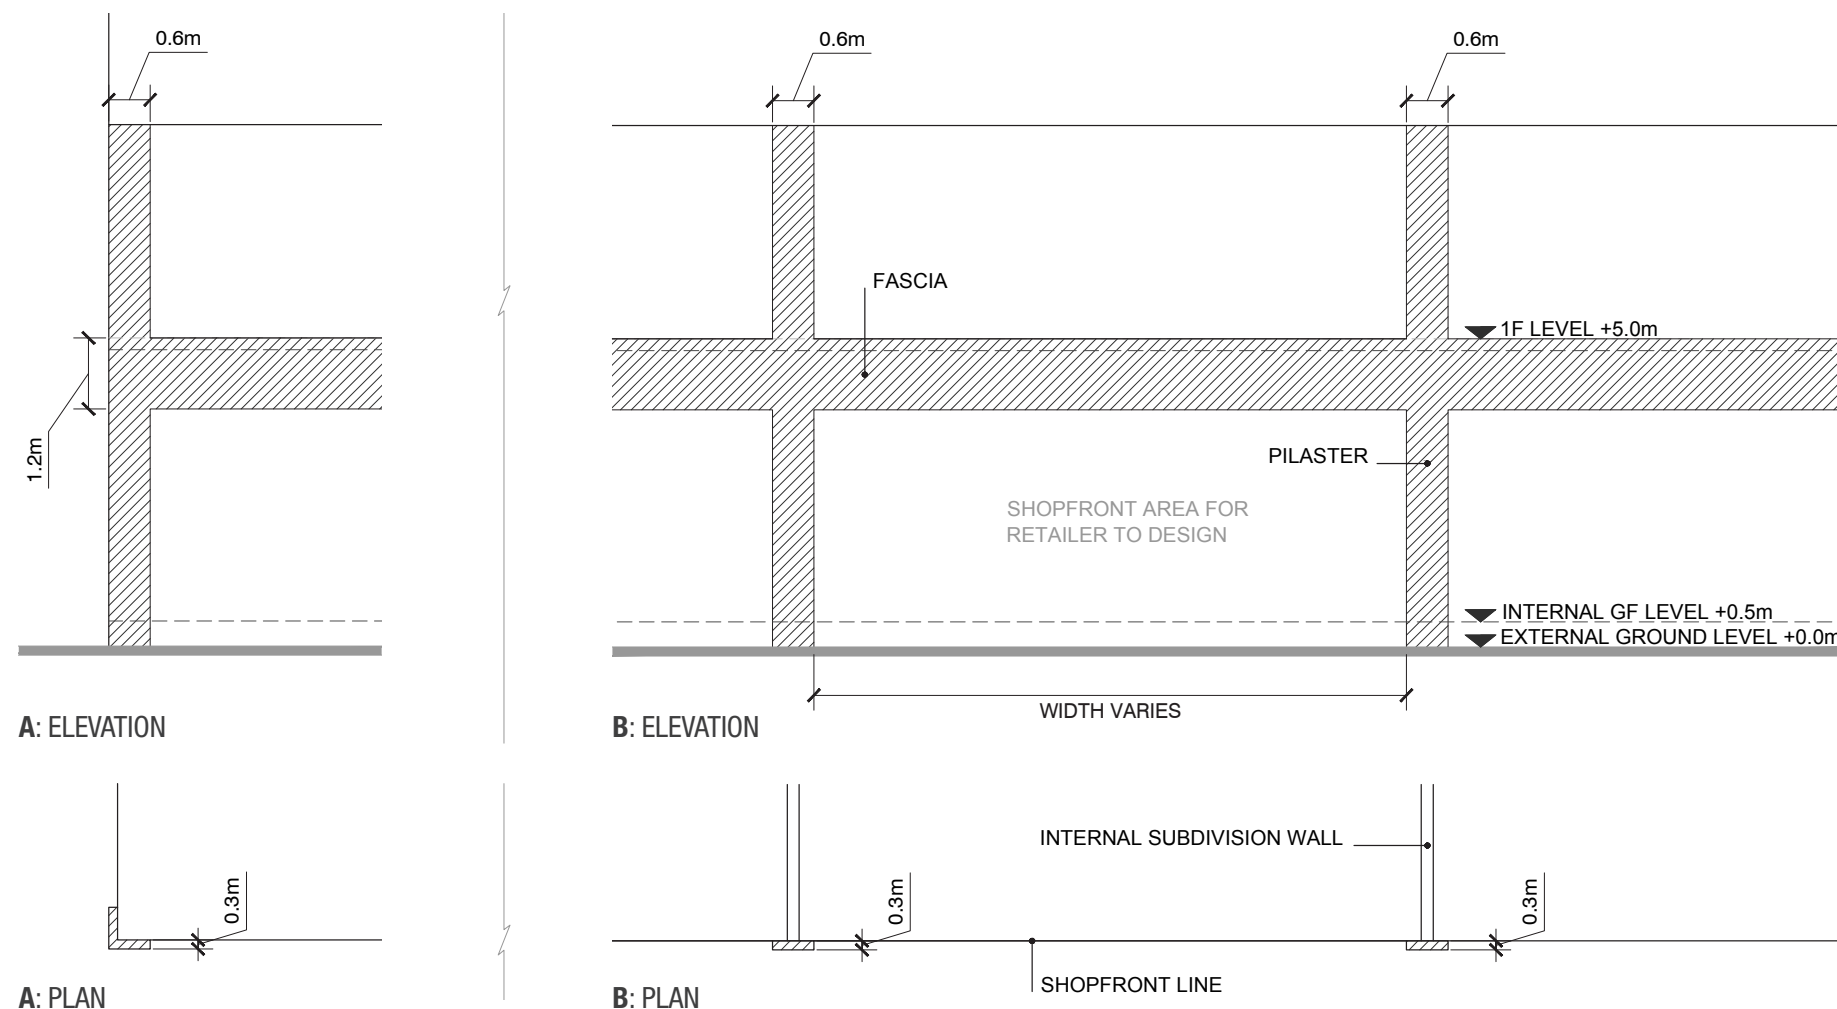 0.6m
0.6m
0.6m
FASCIA
1F LEVEL +5.0m
1.2m
PILASTER
SHOPFRONT AREA FOR
RETAILER TO DESIGN
INTERNAL GF LEVEL +0.5m
EXTERNAL GROUND LEVEL +0.0m
WIDTH VARIES
A: ELEVATION
B: ELEVATION
INTERNAL SUBDIVISION WALL
0.3m
0.3m
0.3m
SHOPFRONT LINE
A: PLAN
B: PLAN